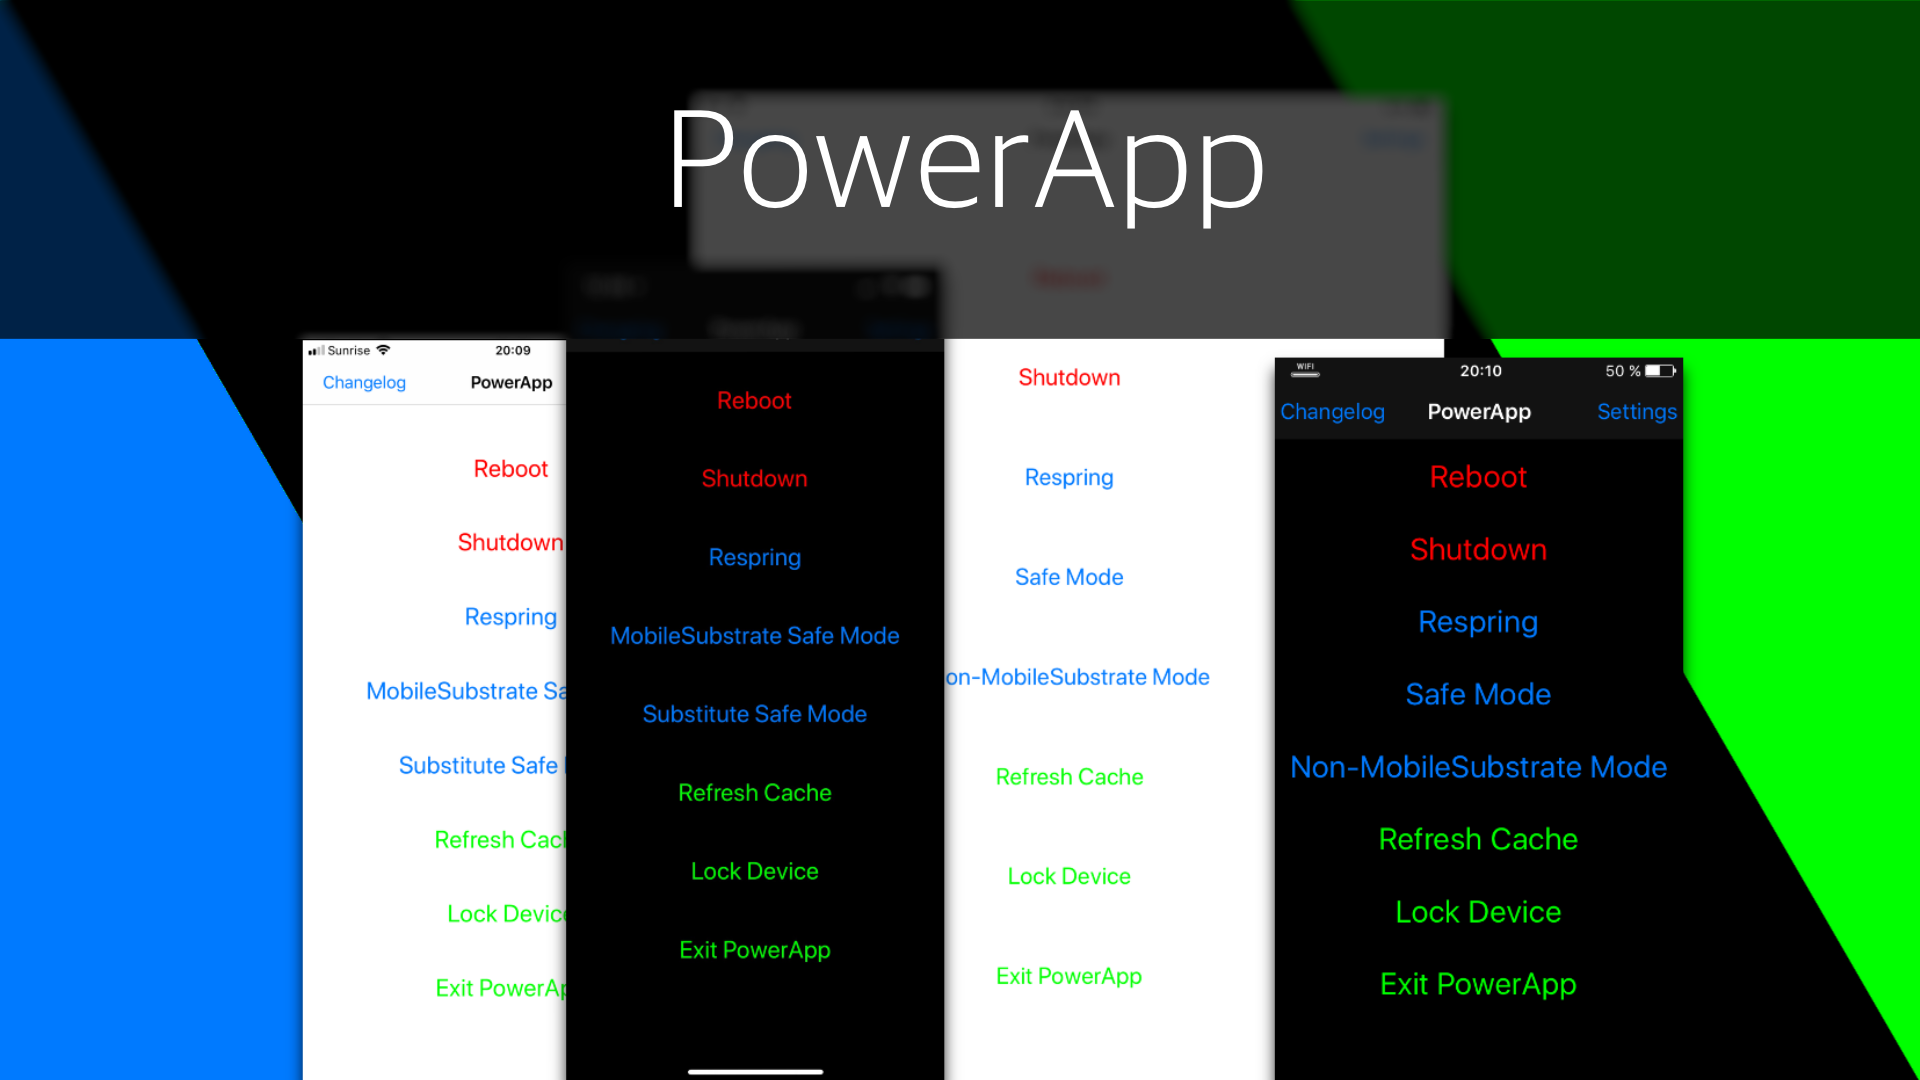 PowerApp
Sunrise
20:09
Changelog
PowerApp
Reboot
Shutdown
Respring
MobileSubstrate Sa
Substitute Safe
Refresh Cac
Lock Devic
Exit PowerAp
Reboot
Shutdown
Respring
MobileSubstrate Safe Mode
Substitute Safe Mode
Refresh Cache
Lock Device
Exit PowerApp
Shutdown
Respring
Safe Mode
on-MobileSubstrate Mode
Refresh Cache
Lock Device
Exit PowerApp
WIFI
20:10
50 %
Changelog
PowerApp
Settings
Reboot
Shutdown
Respring
Safe Mode
Non-MobileSubstrate Mode
Refresh Cache
Lock Device
Exit PowerApp